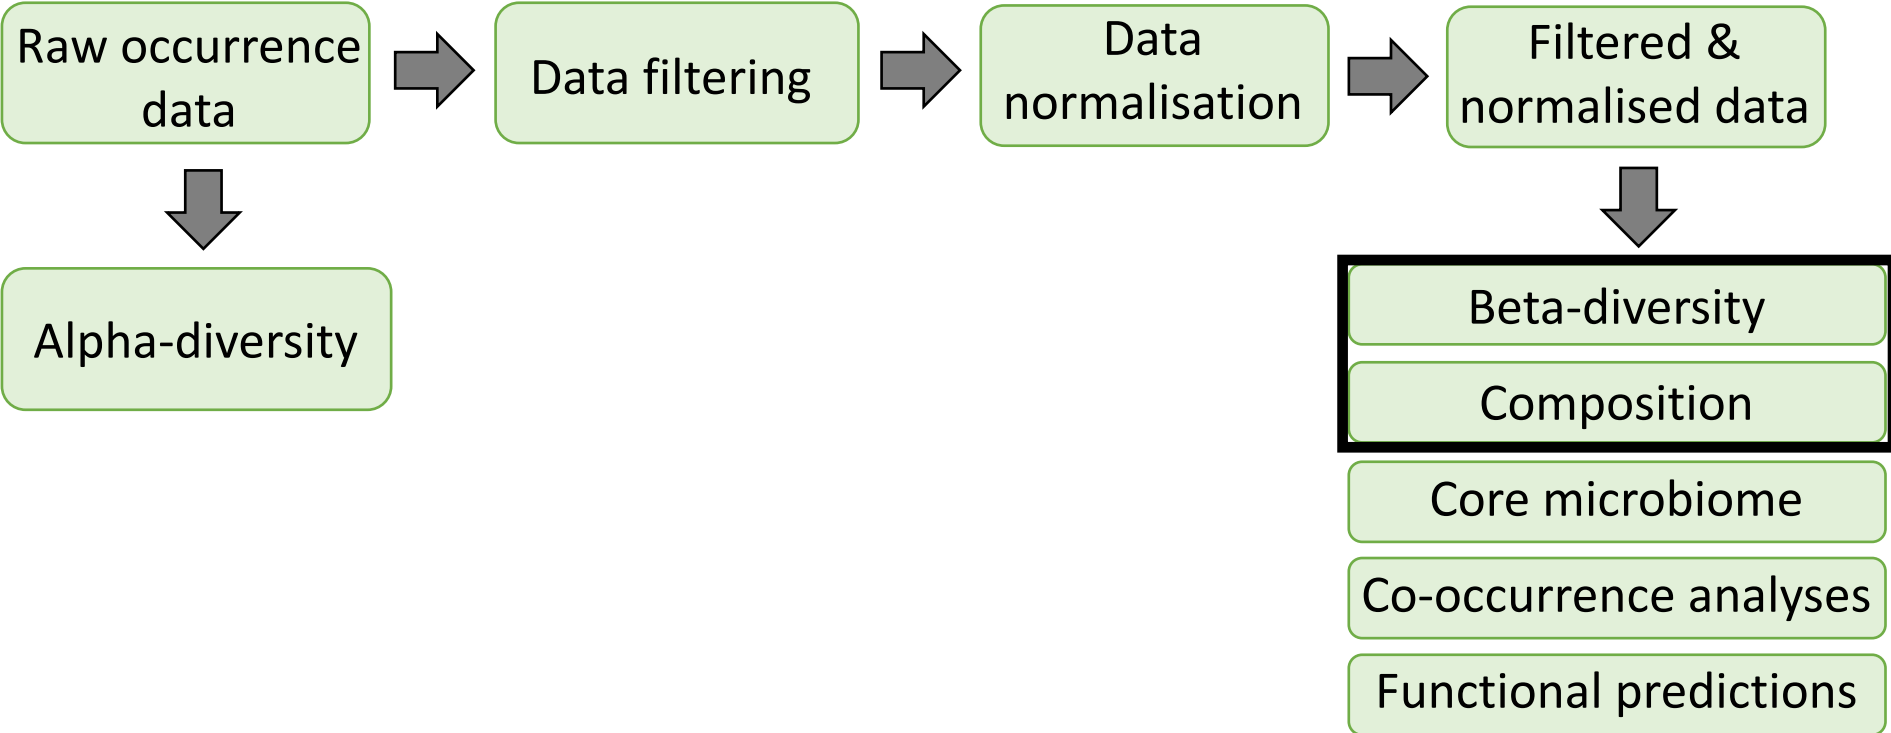 Raw occurrence
data
Data filtering
Data
normalisation
Filtered &
normalised data
Alpha-diversity
Beta-diversity
Composition
Core microbiome
Co-occurrence analyses
Functional predictions